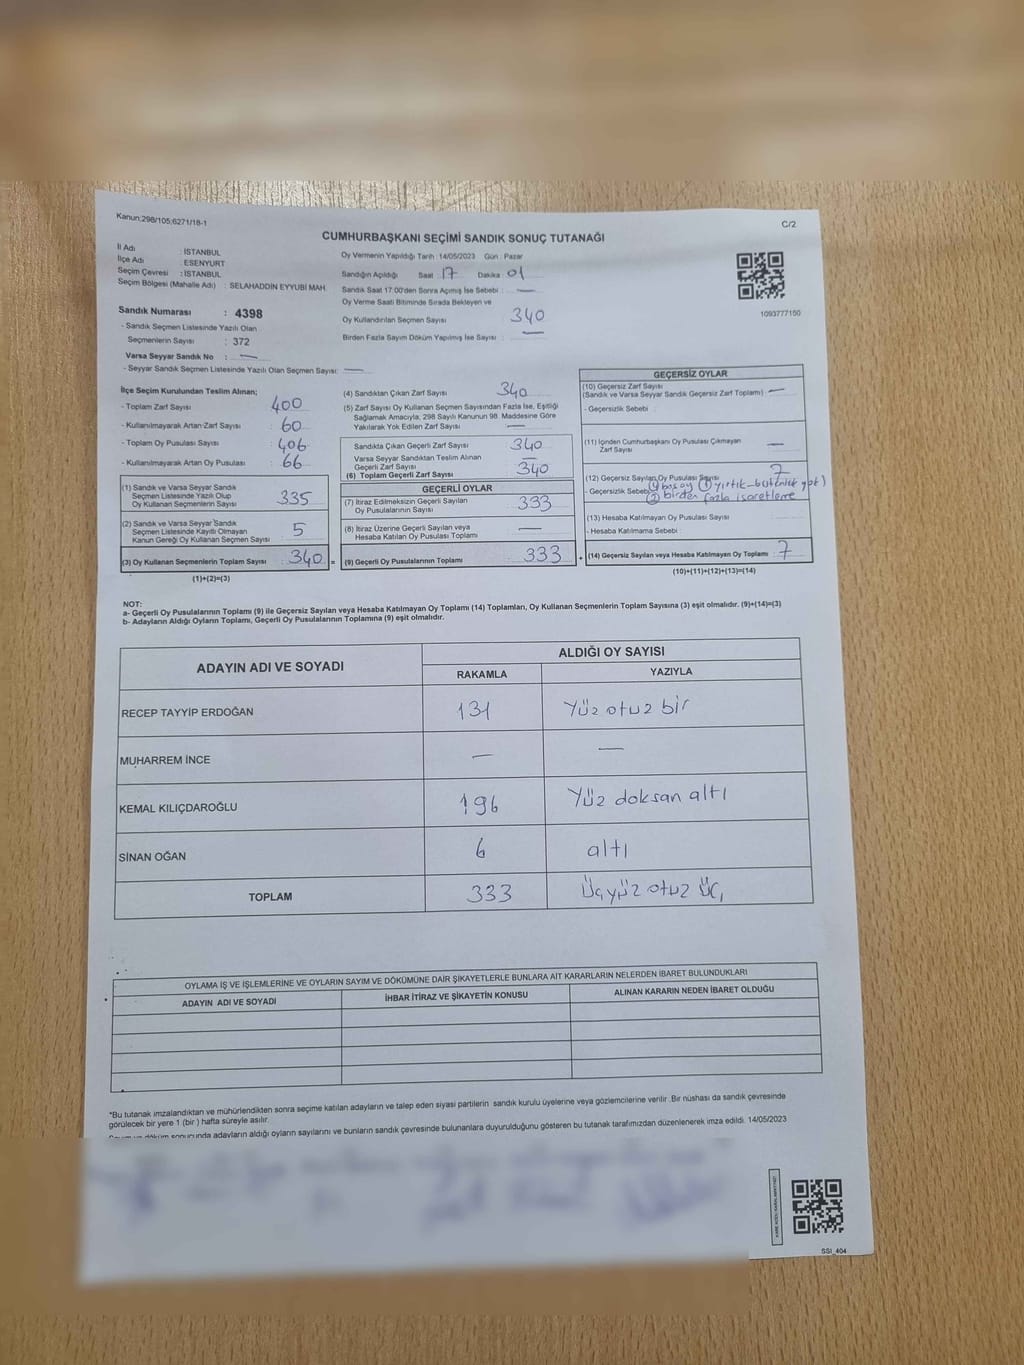 Kanun;298/105;6271/18-1
C/2
CUMHURBAŞKANI SEÇİMİ SANDIK SONUÇ TUTANAĞI
İl Adı : İSTANBUL
İlçe Adı : ESENYURT
Seçim Çevresi : İSTANBUL
Seçim Bölgesi (Mahalle Adı) : SELAHADDİN EYYUBİ MAH.
Oy Vermenin Yapıldığı Tarih :14/05/2023 Gün : Pazar
Sandığın Açıldığı Saat : 17 Dakika : 01
Sandık Saat 17:00'den Sonra Açılmış İse Sebebi : —
Oy Verme Saati Bitiminde Sırada Bekleyen ve
Oy Kullandırılan Seçmen Sayısı 340
Birden Fazla Sayım Döküm Yapılmış İse Sayısı : —
1093777150
Sandık Numarası : 4398
- Sandık Seçmen Listesinde Yazılı Olan
Seçmenlerin Sayısı : 372
Varsa Seyyar Sandık No : —
- Seyyar Sandık Seçmen Listesinde Yazılı Olan Seçmen Sayısı: —
İlçe Seçim Kurulundan Teslim Alınan;
- Toplam Zarf Sayısı 400
- Kullanılmayarak Artan Zarf Sayısı 60
- Toplam Oy Pusulası Sayısı 406
- Kullanılmayarak Artan Oy Pusulası 66
(1) Sandık ve Varsa Seyyar Sandık
Seçmen Listesinde Yazılı Olup
Oy Kullanan Seçmenlerin Sayısı 335
(2) Sandık ve Varsa Seyyar Sandık
Seçmen Listesinde Kayıtlı Olmayan
Kanun Gereği Oy Kullanan Seçmen Sayısı 5
(3) Oy Kullanan Seçmenlerin Toplam Sayısı 340 =
(1)+(2)=(3)
(4) Sandıktan Çıkan Zarf Sayısı 340
(5) Zarf Sayısı Oy Kullanan Seçmen Sayısından Fazla İse, Eşitliği
Sağlamak Amacıyla, 298 Sayılı Kanunun 98. Maddesine Göre
Yakılarak Yok Edilen Zarf Sayısı —
Sandıkta Çıkan Geçerli Zarf Sayısı 340
Varsa Seyyar Sandıktan Teslim Alınan
Geçerli Zarf Sayısı —
(6) Toplam Geçerli Zarf Sayısı 340
GEÇERLİ OYLAR
(7) İtiraz Edilmeksizin Geçerli Sayılan
Oy Pusulalarının Sayısı 333
(8) İtiraz Üzerine Geçerli Sayılan veya
Hesaba Katılan Oy Pusulası Toplamı —
(9) Geçerli Oy Pusulalarının Toplamı 333 +
GEÇERSİZ OYLAR
(10) Geçersiz Zarf Sayısı
(Sandık ve Varsa Seyyar Sandık Geçersiz Zarf Toplamı) —
- Geçersizlik Sebebi :
(11) İçinden Cumhurbaşkanı Oy Pusulası Çıkmayan
Zarf Sayısı —
(12) Geçersiz Sayılan Oy Pusulası Sayısı 7
- Geçersizlik Sebebi: ④ boş oy ① yırtık-bütünlük yok)
② birden fazla işaretleme
(13) Hesaba Katılmayan Oy Pusulası Sayısı
- Hesaba Katılmama Sebebi :
(14) Geçersiz Sayılan veya Hesaba Katılmayan Oy Toplamı : 7
(10)+(11)+(12)+(13)=(14)
NOT:
a- Geçerli Oy Pusulalarının Toplamı (9) ile Geçersiz Sayılan veya Hesaba Katılmayan Oy Toplamı (14) Toplamları, Oy Kullanan Seçmenlerin Toplam Sayısına (3) eşit olmalıdır. (9)+(14)=(3)
b- Adayların Aldığı Oyların Toplamı, Geçerli Oy Pusulalarının Toplamına (9) eşit olmalıdır.
ADAYIN ADI VE SOYADI ALDIĞI OY SAYISI
RAKAMLA YAZIYLA
RECEP TAYYİP ERDOĞAN 131 Yüz otuz bir
MUHARREM İNCE — —
KEMAL KILIÇDAROĞLU 196 Yüz doksan altı
SİNAN OĞAN 6 altı
TOPLAM 333 Üçyüz otuz üç
OYLAMA İŞ VE İŞLEMLERİNE VE OYLARIN SAYIM VE DÖKÜMÜNE DAİR ŞİKAYETLERLE BUNLARA AİT KARARLARIN NELERDEN İBARET BULUNDUKLARI
ADAYIN ADI VE SOYADI İHBAR İTİRAZ VE ŞİKAYETİN KONUSU ALINAN KARARIN NEDEN İBARET OLDUĞU
*Bu tutanak imzalandıktan ve mühürlendikten sonra seçime katılan adayların ve talep eden siyasi partilerin sandık kurulu üyelerine veya gözlemcilerine verilir .Bir nüshası da sandık çevresinde
görülecek bir yere 1 (bir ) hafta süreyle asılır.
Sayım ve döküm sonucunda adayların aldığı oyların sayılarını ve bunların sandık çevresinde bulunanlara duyurulduğunu gösteren bu tutanak tarafımızdan düzenlenerek imza edildi. 14/05/2023
SSİ_404